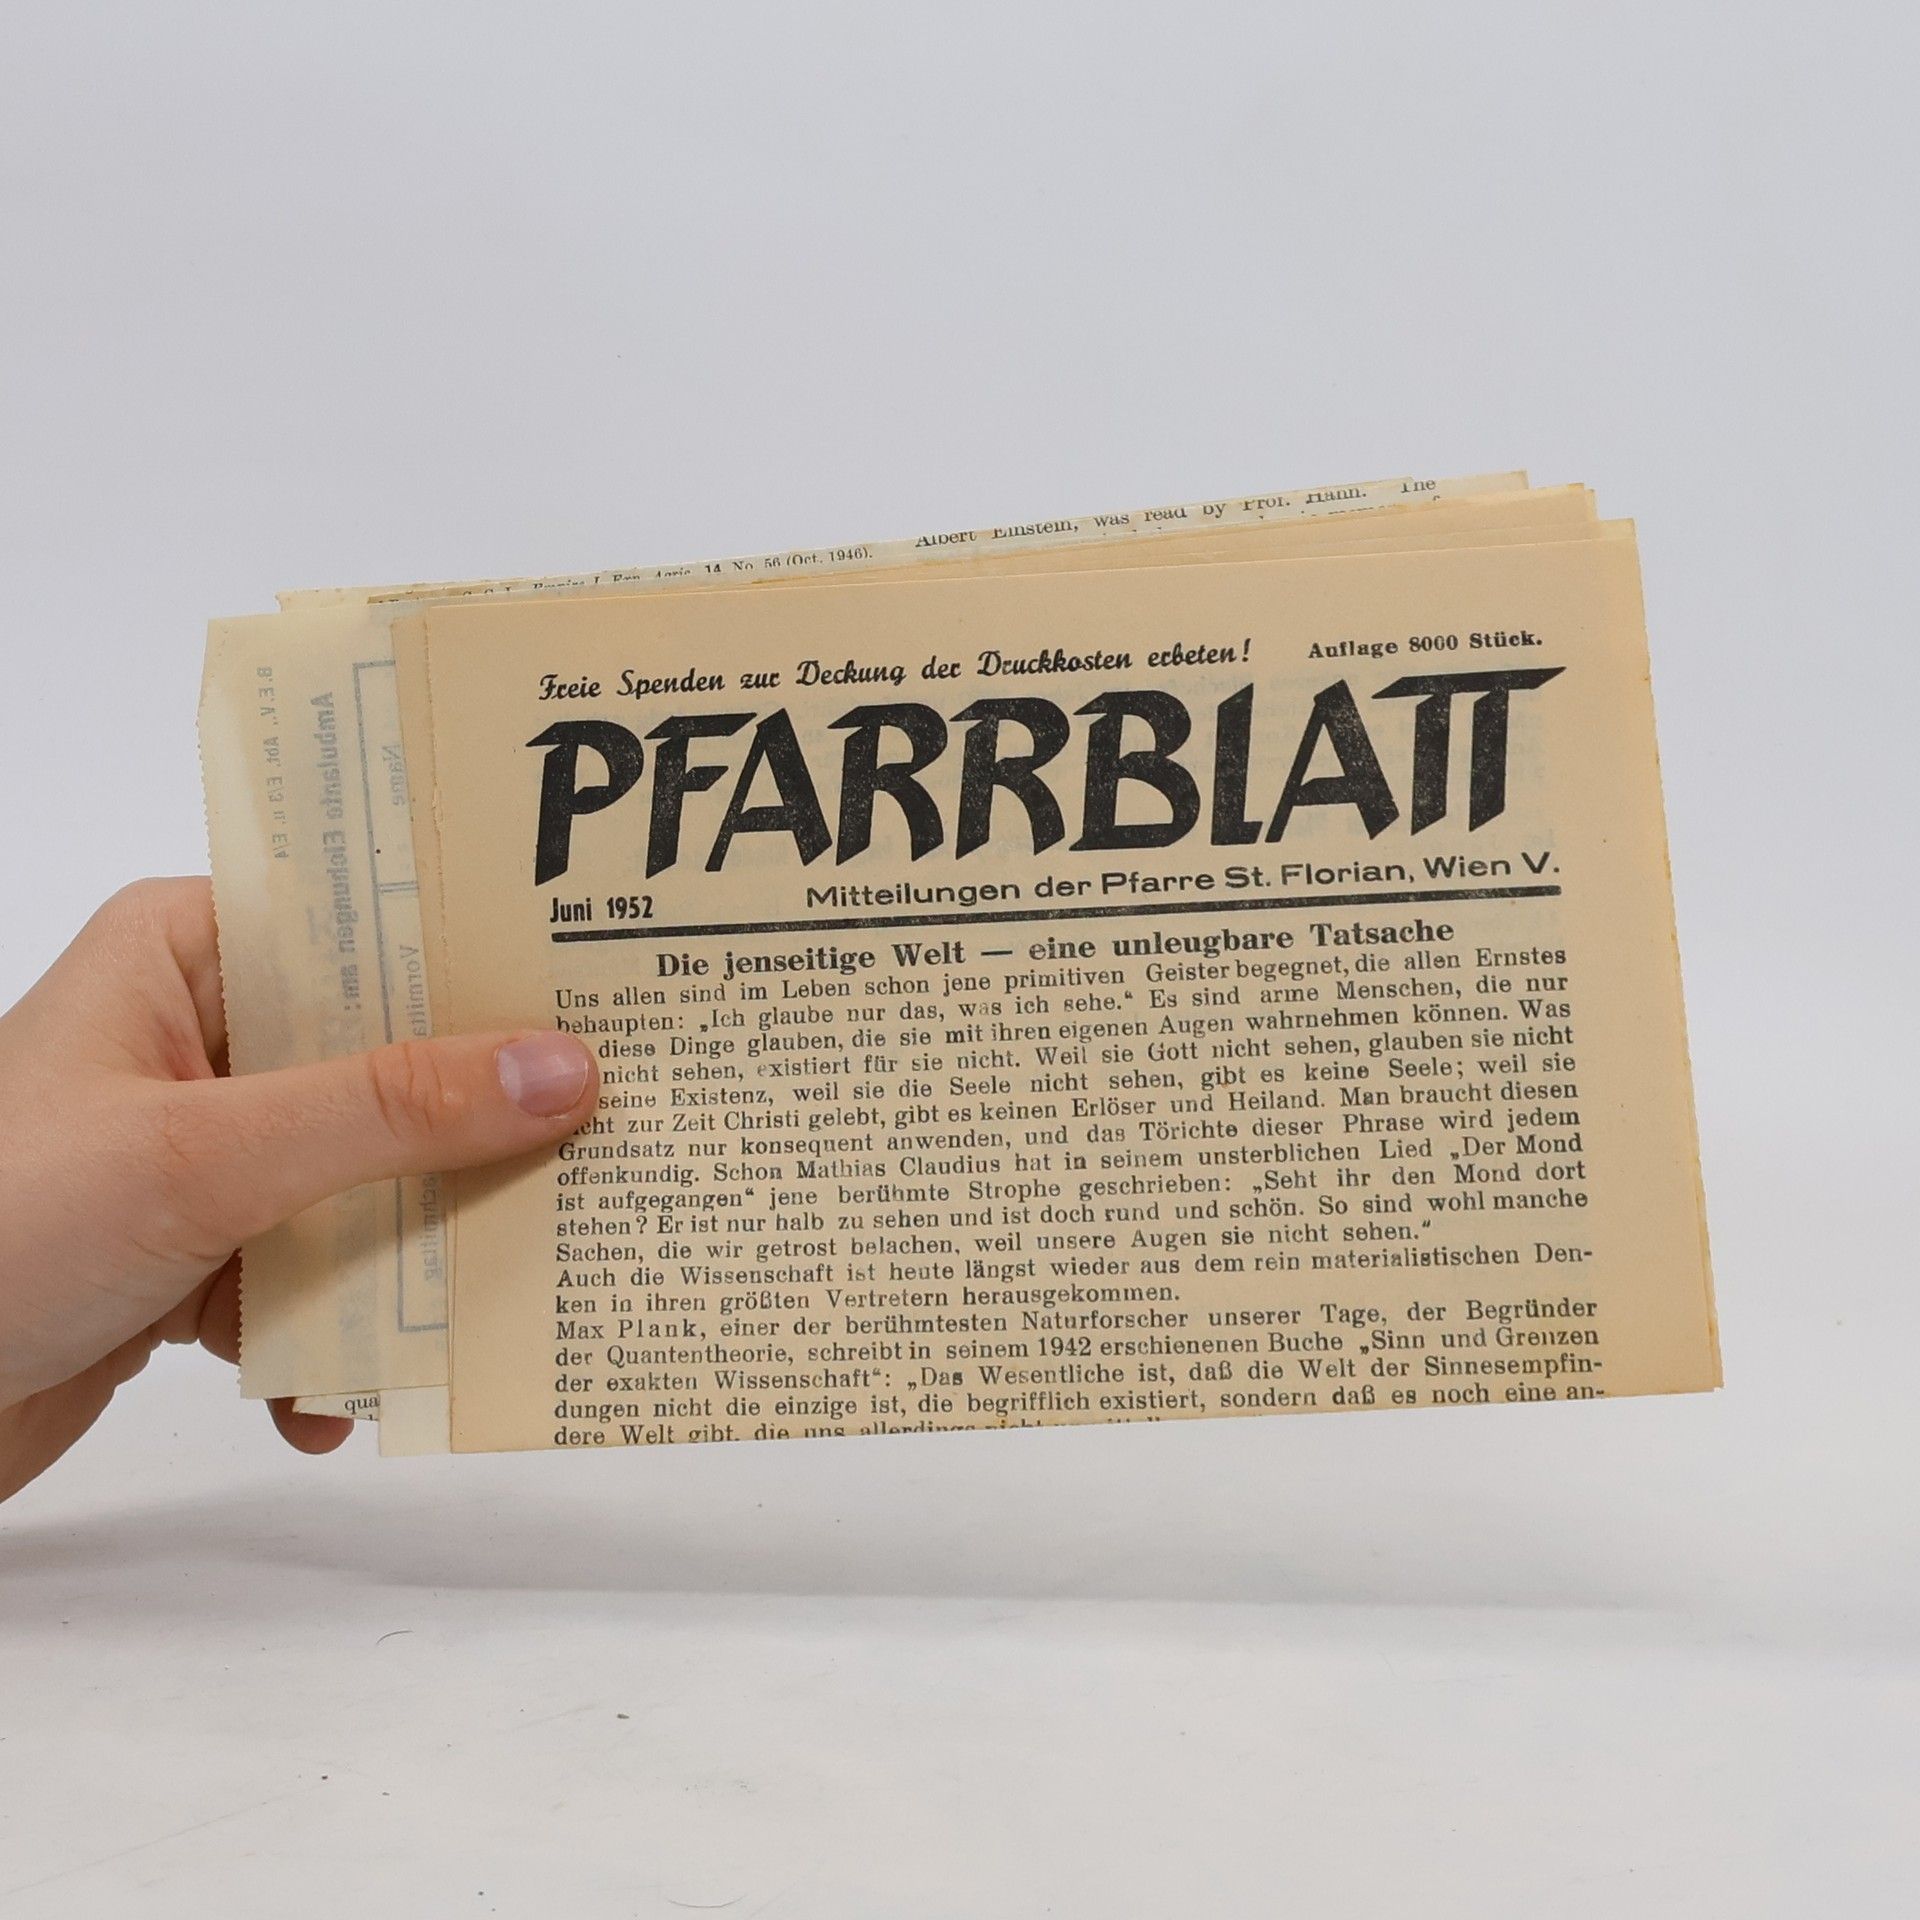 Albert Einstein, was read by Prof. Hahn. The
14 No. 56 (Oct. 1946).
B.E.V., Abt. E/3 u. E/4
Ambulante Eichungen am:
Name
Vormitta
achmittag
qua
Freie Spenden zur Deckung der Druckkosten erbeten! Auflage 8000 Stück.
PFARRBLATT
Juni 1952 Mitteilungen der Pfarre St. Florian, Wien V.
Die jenseitige Welt — eine unleugbare Tatsache
Uns allen sind im Leben schon jene primitiven Geister begegnet, die allen Ernstes
behaupten: „Ich glaube nur das, was ich sehe.“ Es sind arme Menschen, die nur
diese Dinge glauben, die sie mit ihren eigenen Augen wahrnehmen können. Was
nicht sehen, existiert für sie nicht. Weil sie Gott nicht sehen, glauben sie nicht
seine Existenz, weil sie die Seele nicht sehen, gibt es keine Seele; weil sie
icht zur Zeit Christi gelebt, gibt es keinen Erlöser und Heiland. Man braucht diesen
Grundsatz nur konsequent anwenden, und das Törichte dieser Phrase wird jedem
offenkundig. Schon Mathias Claudius hat in seinem unsterblichen Lied „Der Mond
ist aufgegangen“ jene berühmte Strophe geschrieben: „Seht ihr den Mond dort
stehen? Er ist nur halb zu sehen und ist doch rund und schön. So sind wohl manche
Sachen, die wir getrost belachen, weil unsere Augen sie nicht sehen.“
Auch die Wissenschaft ist heute längst wieder aus dem rein materialistischen Den-
ken in ihren größten Vertretern herausgekommen.
Max Plank, einer der berühmtesten Naturforscher unserer Tage, der Begründer
der Quantentheorie, schreibt in seinem 1942 erschienenen Buche „Sinn und Grenzen
der exakten Wissenschaft“: „Das Wesentliche ist, daß die Welt der Sinnesempfin-
dungen nicht die einzige ist, die begrifflich existiert, sondern daß es noch eine an-
dere Welt gibt, die uns allerdings nicht